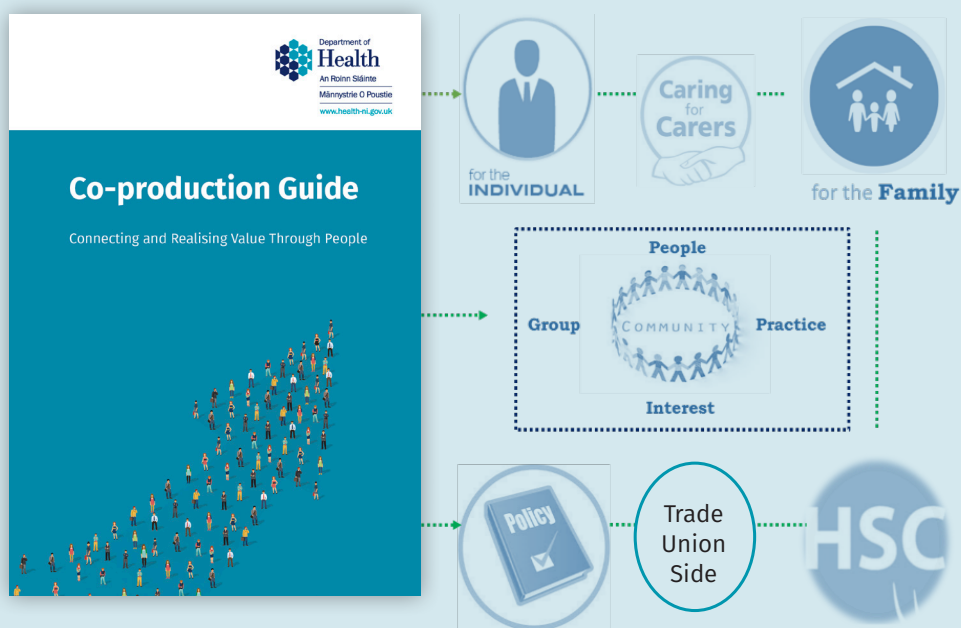 Department of
Health
An Roinn Sláinte
Männystrie O Poustie
www.health-ni.gov.uk
Co-production Guide
Connecting and Realising Value Through People
for the
INDIVIDUAL
Caring
for
Carers
for the Family
People
Group
COMMUNITY
Practice
Interest
Policy
Trade
Union
Side
HSC